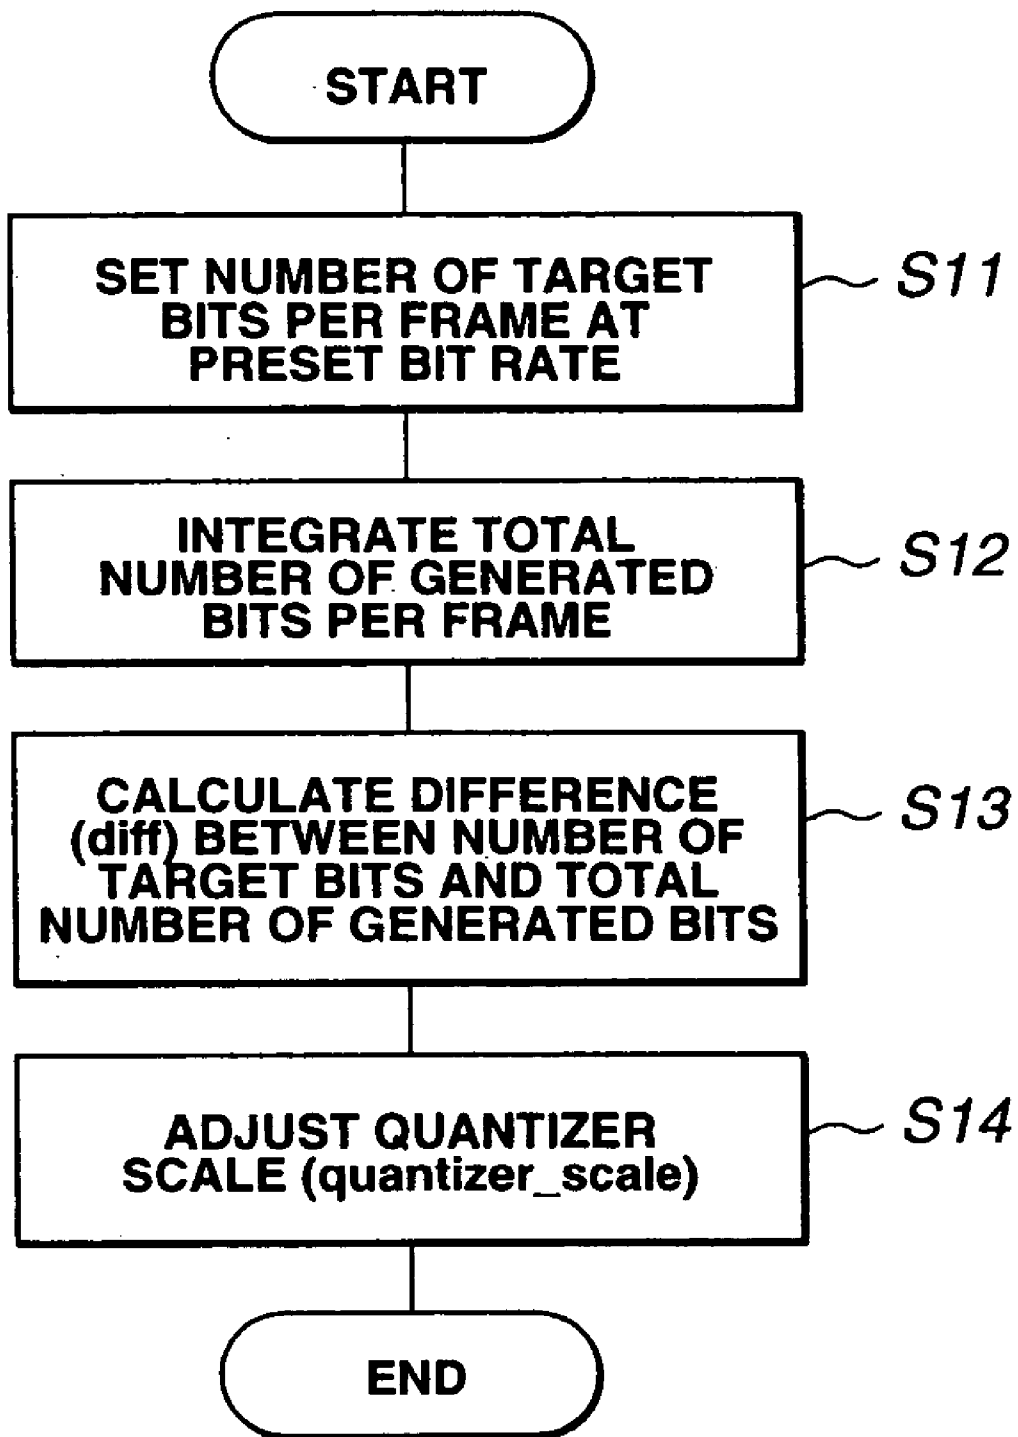 START
SET NUMBER OF TARGET
BITS PER FRAME AT
PRESET BIT RATE
S11
INTEGRATE TOTAL
NUMBER OF GENERATED
BITS PER FRAME
S12
CALCULATE DIFFERENCE
(diff) BETWEEN NUMBER OF
TARGET BITS AND TOTAL
NUMBER OF GENERATED BITS
S13
ADJUST QUANTIZER
SCALE (quantizer_scale)
S14
END